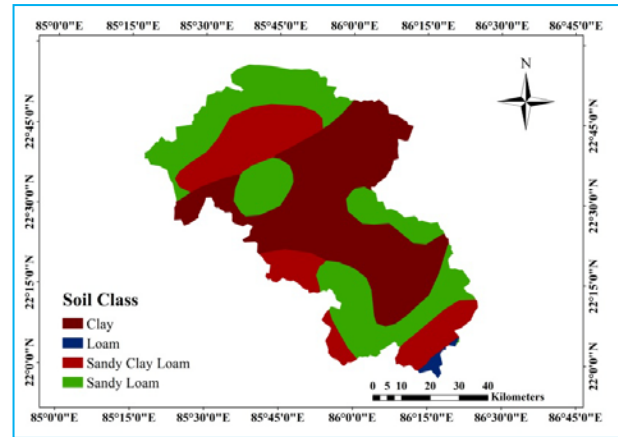 85°0'0"E 85°15'0"E 85°30'0"E 85°45'0"E 86°0'0"E 86°15'0"E 86°30'0"E 86°45'0"E
N
22°45'0"N 22°45'0"N
22°30'0"N 22°30'0"N
22°15'0"N 22°15'0"N
22°0'0"N 22°0'0"N
Soil Class
Clay
Loam
Sandy Clay Loam
Sandy Loam
0 5 10 20 30 40
Kilometers
85°0'0"E 85°15'0"E 85°30'0"E 85°45'0"E 86°0'0"E 86°15'0"E 86°30'0"E 86°45'0"E